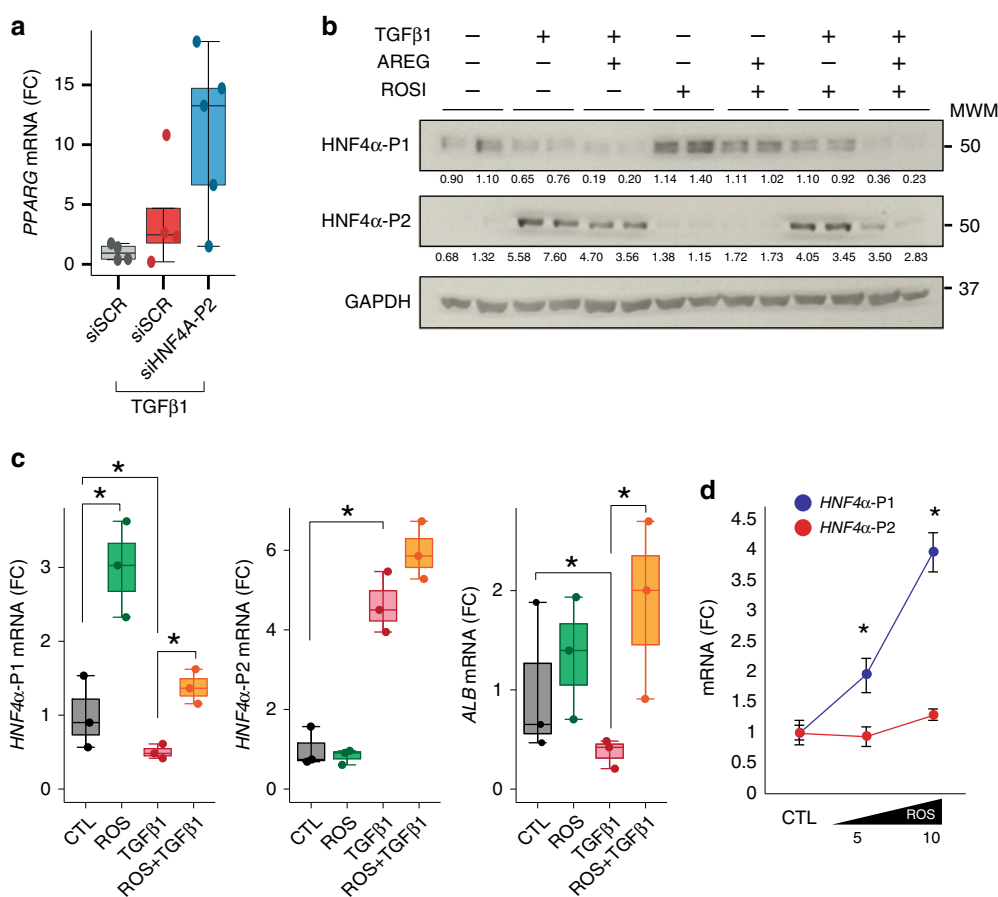 a
PPARG mRNA (FC)
15
10
5
0
siSCR
siSCR
siHNF4A-P2
TGFβ1
b
TGFβ1 – + + – – + +
AREG – – + – + – +
ROSI – – – + + + +
MWM
HNF4α-P1
50
0.90 1.10 0.65 0.76 0.19 0.20 1.14 1.40 1.11 1.02 1.10 0.92 0.36 0.23
HNF4α-P2
50
0.68 1.32 5.58 7.60 4.70 3.56 1.38 1.15 1.72 1.73 4.05 3.45 3.50 2.83
GAPDH
37
c
HNF4α-P1 mRNA (FC)
3
2
1
0
*
*
*
CTL
ROS
TGFβ1
ROS+TGFβ1
HNF4α-P2 mRNA (FC)
6
4
2
0
*
CTL
ROS
TGFβ1
ROS+TGFβ1
ALB mRNA (FC)
2
1
0
*
*
CTL
ROS
TGFβ1
ROS+TGFβ1
d
HNF4α-P1
HNF4α-P2
mRNA (FC)
4.5
4
3.5
3
2.5
2
1.5
1
0.5
0
*
*
CTL
ROS
5
10